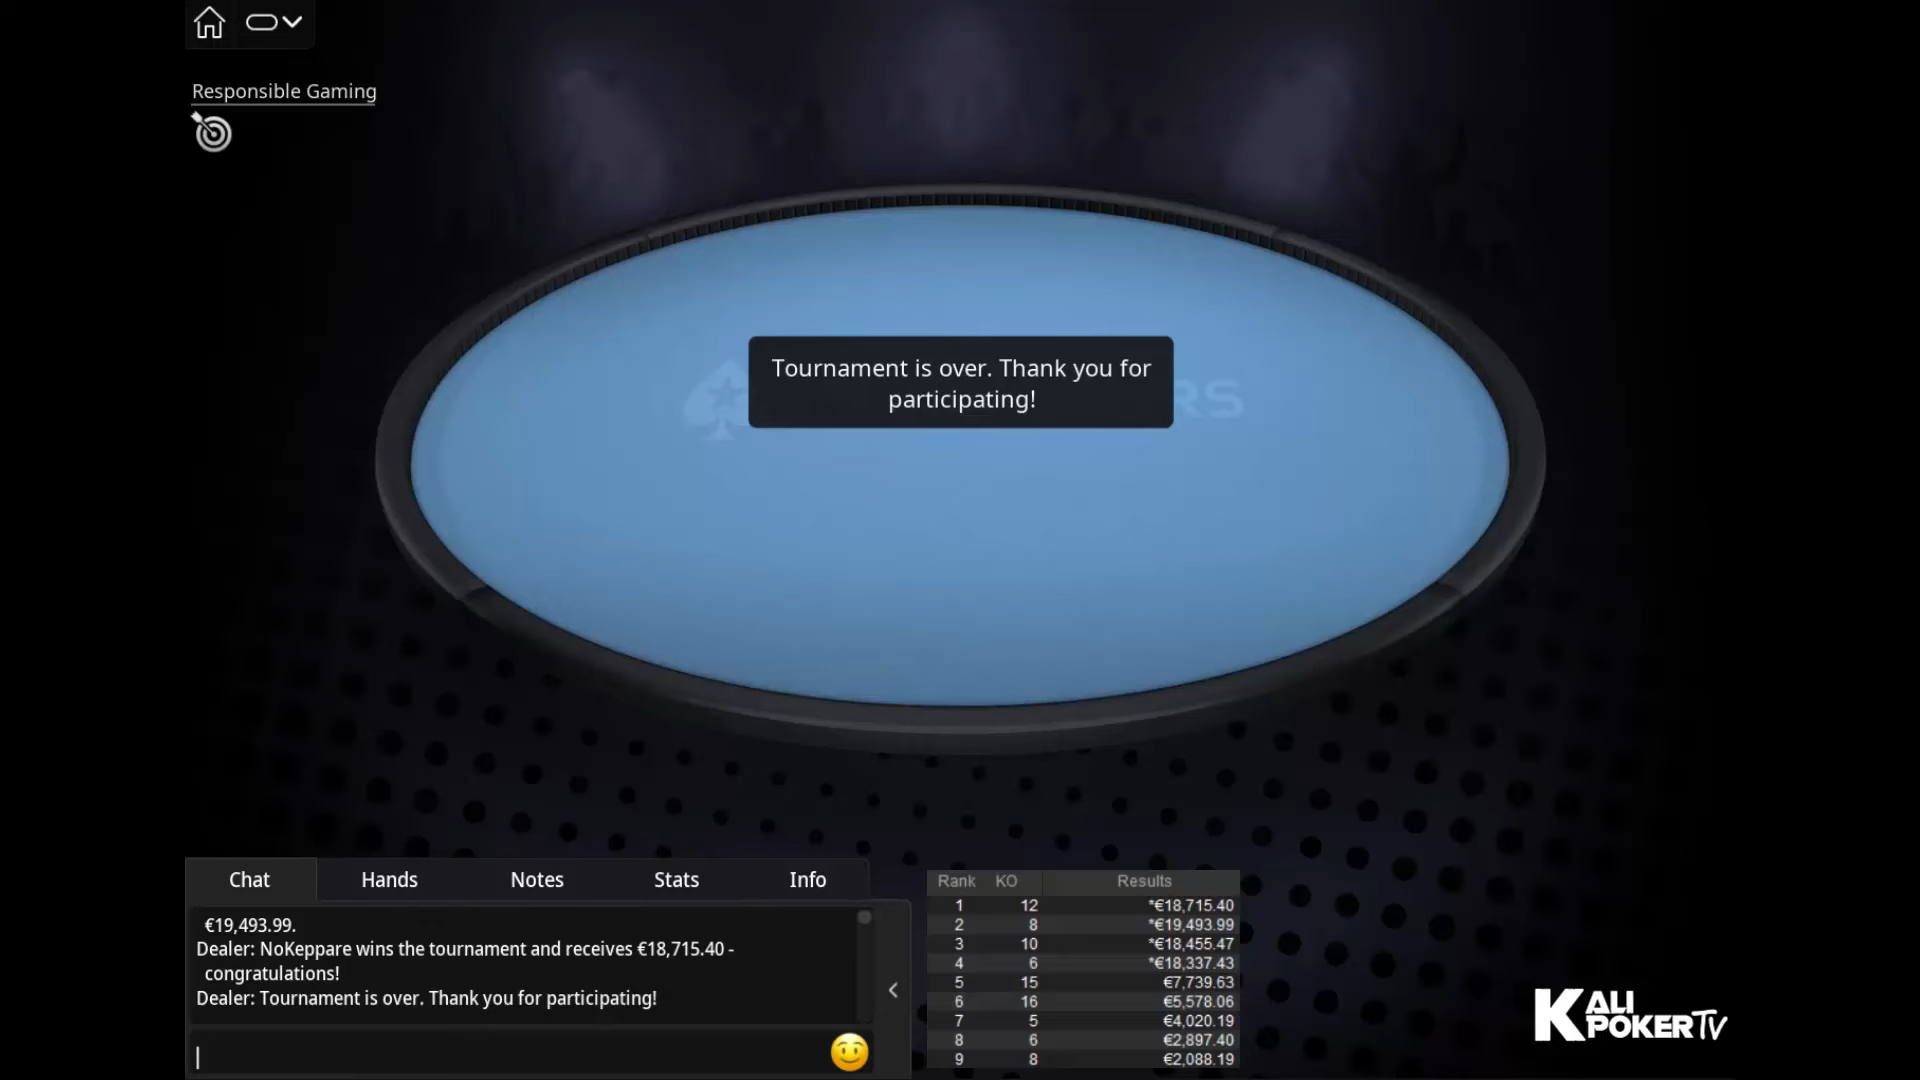 Responsible Gaming
Tournament is over. Thank you for
participating!
RS
Chat Hands Notes Stats Info
€19,493.99.
Dealer: NoKeppare wins the tournament and receives €18,715.40 -
congratulations!
Dealer: Tournament is over. Thank you for participating!
Rank KO Results
1 12 *€18,715.40
2 8 *€19,493.99
3 10 *€18,455.47
4 6 *€18,337.43
5 15 €7,739.63
6 16 €5,578.06
7 5 €4,020.19
8 6 €2,897.40
9 8 €2,088.19
KALI
POKERTV